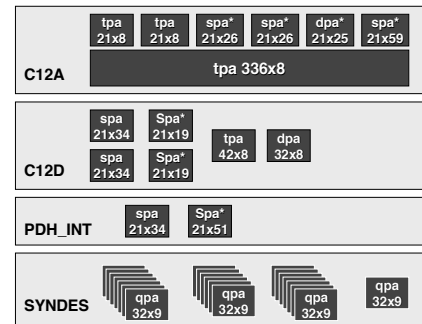 tpa tpa spa* spa* dpa* spa*
21x8 21x8 21x26 21x26 21x25 21x59
tpa 336x8
C12A
spa Spa*
21x34 21x19
tpa dpa
42x8 32x8
spa Spa*
21x34 21x19
C12D
spa Spa*
21x34 21x51
PDH_INT
qpa qpa qpa qpa
32x9 32x9 32x9 32x9
SYNDES